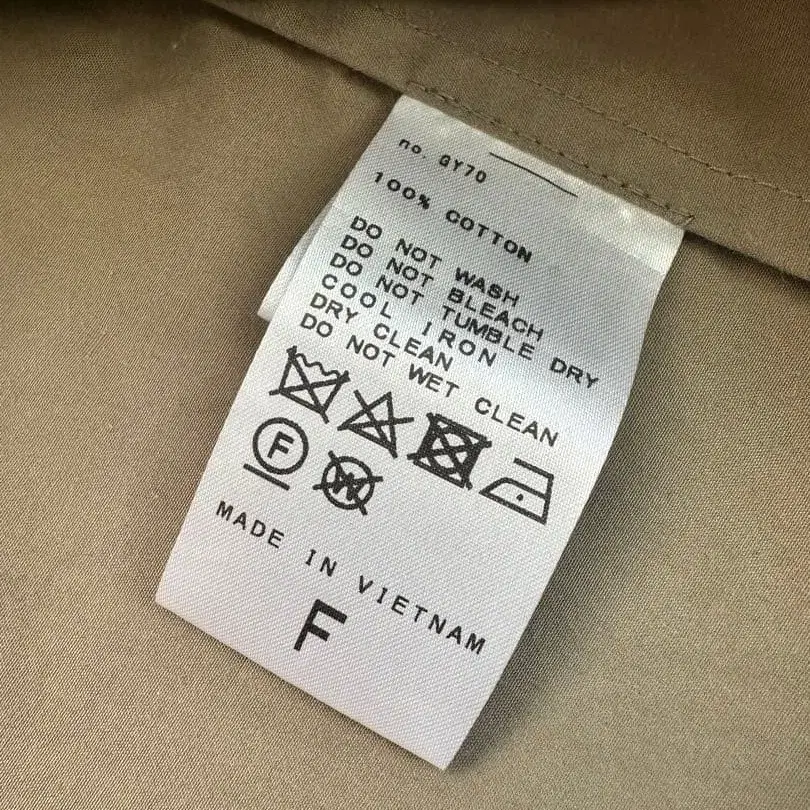 no. GY70
100% COTTON
DO NOT WASH
DO NOT BLEACH
DO NOT TUMBLE DRY
COOL IRON
DRY CLEAN
DO NOT WET CLEAN
F W
MADE IN VIETNAM
F